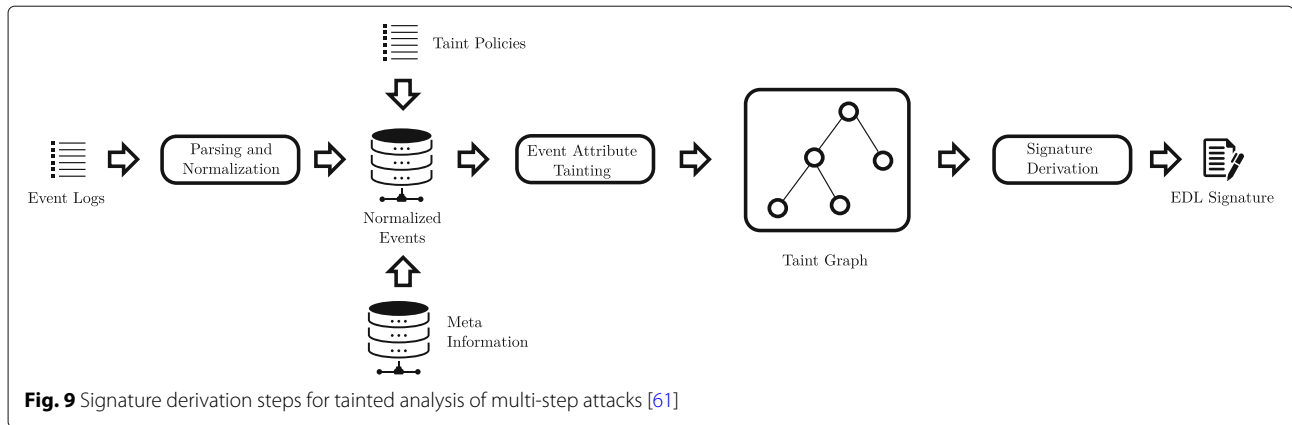 Taint Policies
Event Logs
Parsing and
Normalization
Normalized
Events
Meta
Information
Event Attribute
Tainting
Taint Graph
Signature
Derivation
EDL Signature
Fig. 9 Signature derivation steps for tainted analysis of multi-step attacks [61]